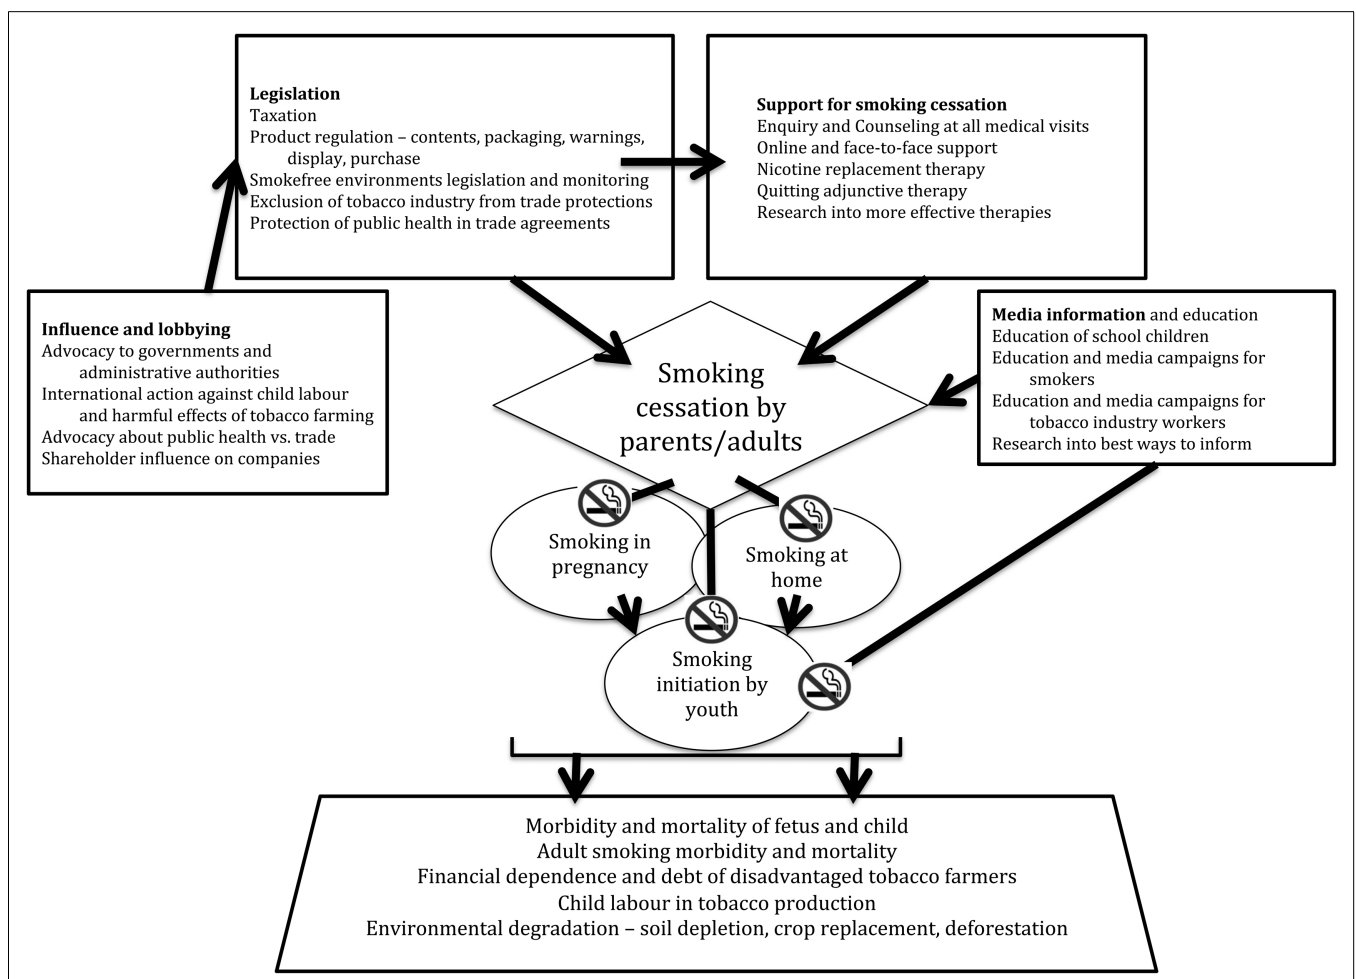 Legislation
Taxation
Product regulation – contents, packaging, warnings,
display, purchase
Smokefree environments legislation and monitoring
Exclusion of tobacco industry from trade protections
Protection of public health in trade agreements
Support for smoking cessation
Enquiry and Counseling at all medical visits
Online and face-to-face support
Nicotine replacement therapy
Quitting adjunctive therapy
Research into more effective therapies
Influence and lobbying
Advocacy to governments and
administrative authorities
International action against child labour
and harmful effects of tobacco farming
Advocacy about public health vs. trade
Shareholder influence on companies
Media information and education
Education of school children
Education and media campaigns for
smokers
Education and media campaigns for
tobacco industry workers
Research into best ways to inform
Smoking
cessation by
parents/adults
Smoking in
pregnancy
Smoking at
home
Smoking
initiation by
youth
Morbidity and mortality of fetus and child
Adult smoking morbidity and mortality
Financial dependence and debt of disadvantaged tobacco farmers
Child labour in tobacco production
Environmental degradation – soil depletion, crop replacement, deforestation